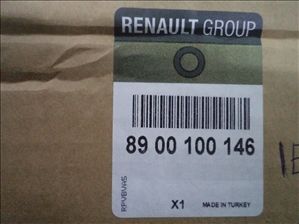 RENAULT GROUP
89 00 100 146
X1 MADE IN TURKEY